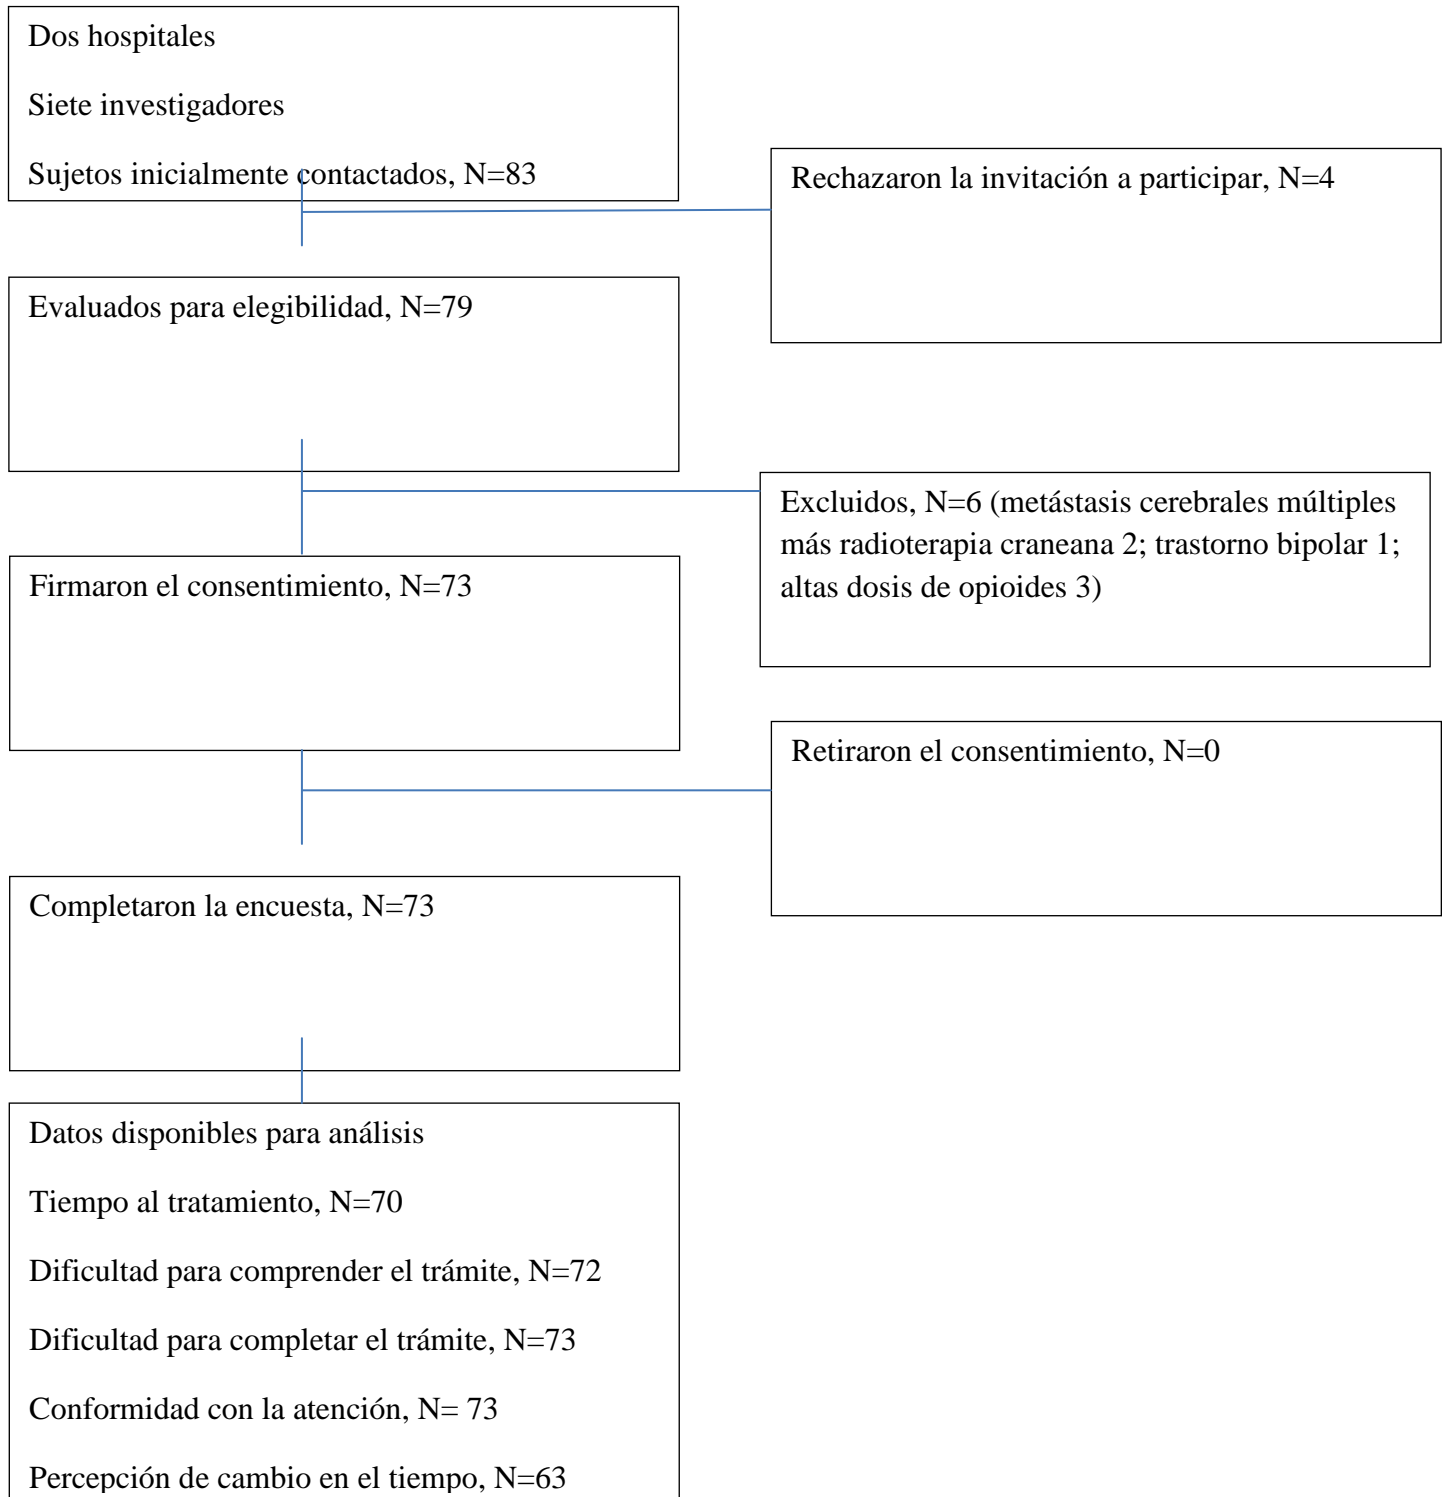 Dos hospitales
Siete investigadores
Sujetos inicialmente contactados, N=83
Rechazaron la invitación a participar, N=4
Evaluados para elegibilidad, N=79
Excluidos, N=6 (metástasis cerebrales múltiples
más radioterapia craneana 2; trastorno bipolar 1;
altas dosis de opioides 3)
Firmaron el consentimiento, N=73
Retiraron el consentimiento, N=0
Completaron la encuesta, N=73
Datos disponibles para análisis
Tiempo al tratamiento, N=70
Dificultad para comprender el trámite, N=72
Dificultad para completar el trámite, N=73
Conformidad con la atención, N= 73
Percepción de cambio en el tiempo, N=63